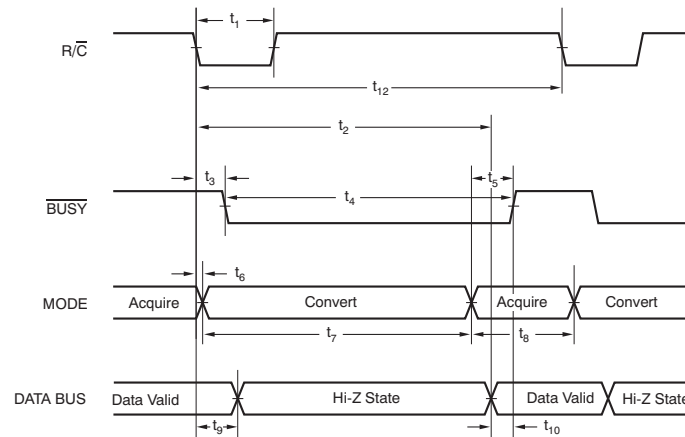 t1
R/C̅
t12
t2
t3
t5
B̅U̅S̅Y̅
t4
t6
MODE
Acquire
Convert
Acquire
Convert
t7
t8
DATA BUS
Data Valid
Hi-Z State
Data Valid
Hi-Z State
t9
t10